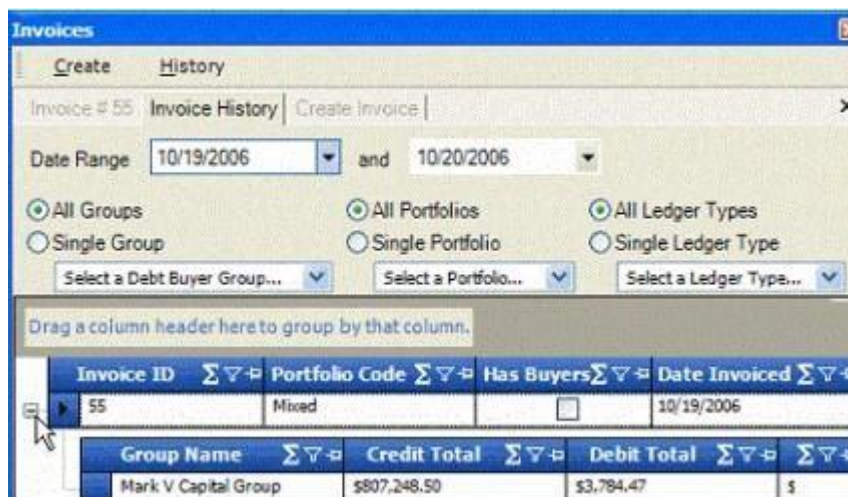 Invoices
Create History
Invoice # 55 Invoice History Create Invoice
Date Range 10/19/2006 and 10/20/2006
All Groups All Portfolios All Ledger Types
Single Group Single Portfolio Single Ledger Type
Select a Debt Buyer Group... Select a Portfolio... Select a Ledger Type...
Drag a column header here to group by that column.
Invoice ID Σ Portfolio Code Σ Has Buyers Σ Date Invoiced Σ
55 Mixed 10/19/2006
Group Name Σ Credit Total Σ Debit Total Σ Σ
Mark V Capital Group $807,248.50 $3,784.47 $